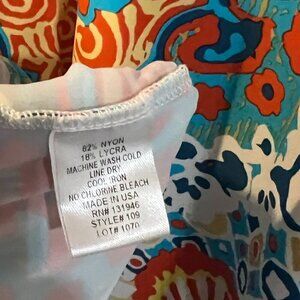 82% NYON
18% LYCRA
MACHINE WASH COLD
LINE DRY
COOL IRON
NO CHLORINE BLEACH
MADE IN USA
RN# 131946
STYLE# 109
LOT# 1070